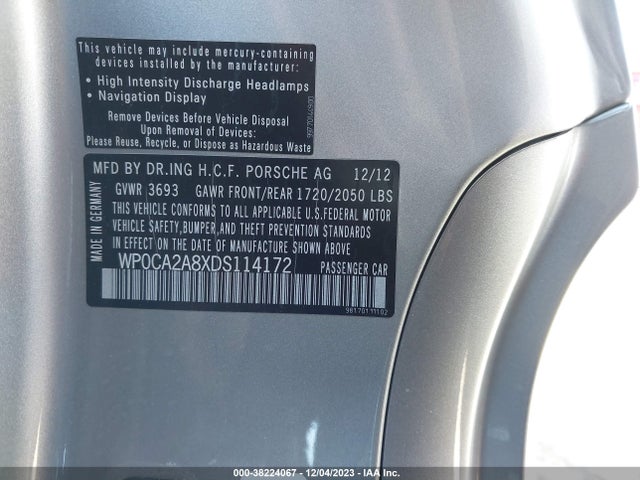 This vehicle may include mercury-containing
devices if installed by the manufacturer:
• High Intensity Discharge Headlamps
• Navigation Display
Remove Devices Before Vehicle Disposal
Upon Removal of Devices:
Please Reuse, Recycle, or Dispose as Hazardous Waste
MFD BY DR.ING H.C.F. PORSCHE AG 12/12
GVWR 3693 GAWR FRONT/REAR 1720/2050 LBS
THIS VEHICLE CONFORMS TO ALL APPLICABLE U.S.FEDERAL MOTOR
VEHICLE SAFETY,BUMPER,AND THEFT PREVENTION STANDARDS
IN EFFECT ON THE DATE OF MANUFACTURE SHOWN ABOVE.
WP0CA2A8XDS114172 PASSENGER CAR
MADE IN GERMANY
98170111102
000-38224067 - 12/04/2023 - IAA Inc.